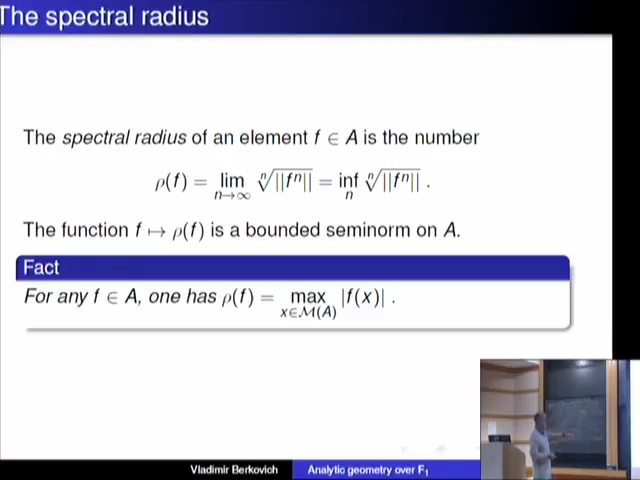 The spectral radius
The spectral radius of an element f ∈ A is the number
ρ(f) = lim_{n→∞} ⁿ√||fⁿ|| = inf_n ⁿ√||fⁿ|| .
The function f ↦ ρ(f) is a bounded seminorm on A.
Fact
For any f ∈ A, one has ρ(f) = max_{x∈M(A)} |f(x)| .
Vladimir Berkovich Analytic geometry over F₁